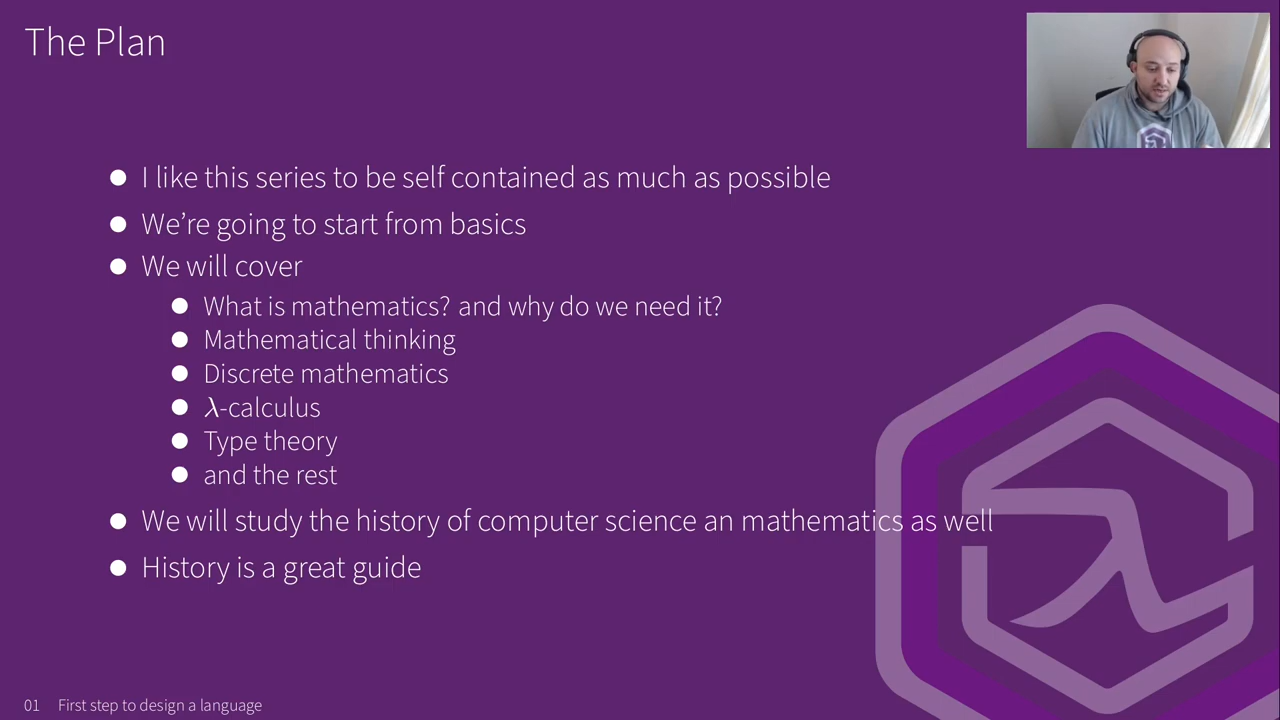 The Plan
I like this series to be self contained as much as possible
We're going to start from basics
We will cover
What is mathematics? and why do we need it?
Mathematical thinking
Discrete mathematics
λ-calculus
Type theory
and the rest
We will study the history of computer science an mathematics as well
History is a great guide
01 First step to design a language